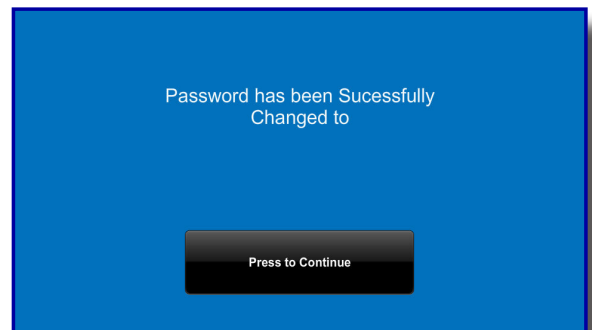 Password has been Sucessfully
Changed to
Press to Continue